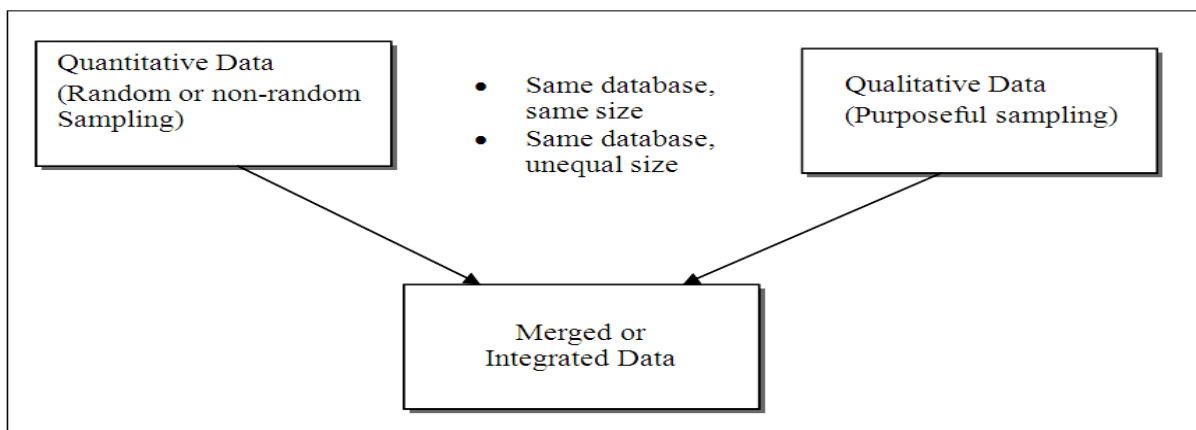 Quantitative Data
(Random or non-random
Sampling)
• Same database,
same size
• Same database,
unequal size
Qualitative Data
(Purposeful sampling)
Merged or
Integrated Data